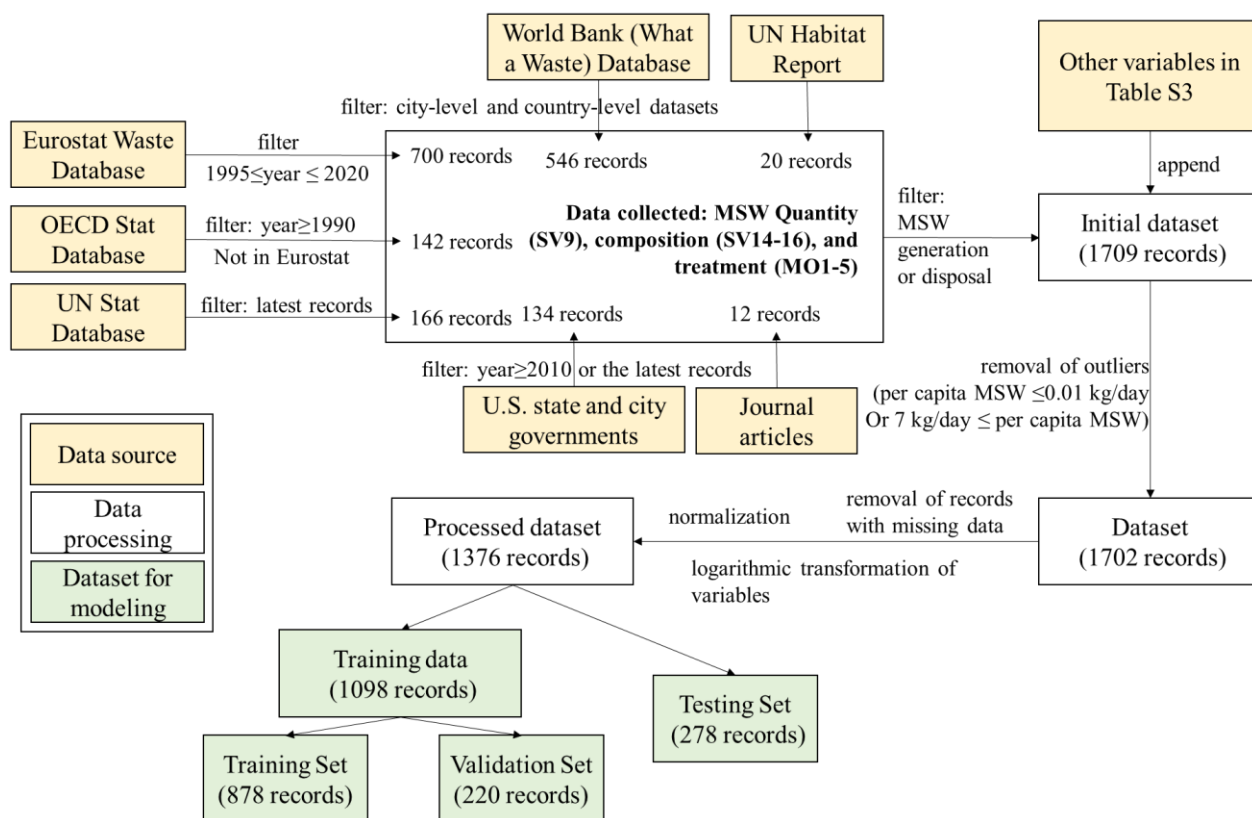 World Bank (What
a Waste) Database
UN Habitat
Report
Other variables in
Table S3
filter: city-level and country-level datasets
Eurostat Waste
Database
filter
1995≤year ≤ 2020
700 records
546 records
20 records
append
OECD Stat
Database
filter: year≥1990
Not in Eurostat
142 records
Data collected: MSW Quantity
(SV9), composition (SV14-16), and
treatment (MO1-5)
filter:
MSW
generation
or disposal
Initial dataset
(1709 records)
UN Stat
Database
filter: latest records
166 records
134 records
12 records
filter: year≥2010 or the latest records
U.S. state and city
governments
Journal
articles
removal of outliers
(per capita MSW ≤0.01 kg/day
Or 7 kg/day ≤ per capita MSW)
Data source
Data
processing
Dataset for
modeling
Processed dataset
(1376 records)
normalization
removal of records
with missing data
logarithmic transformation of
variables
Dataset
(1702 records)
Training data
(1098 records)
Testing Set
(278 records)
Training Set
(878 records)
Validation Set
(220 records)